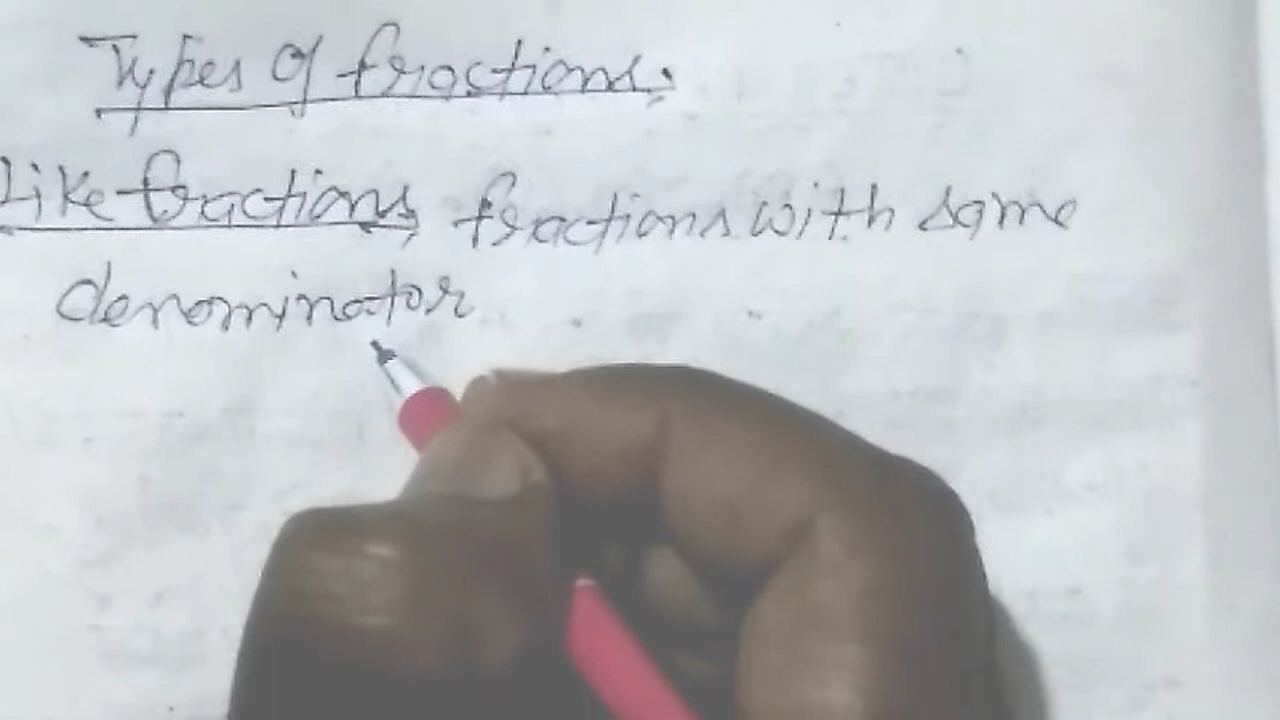 Types of fractions:
Like fractions, fractions with same
denominator